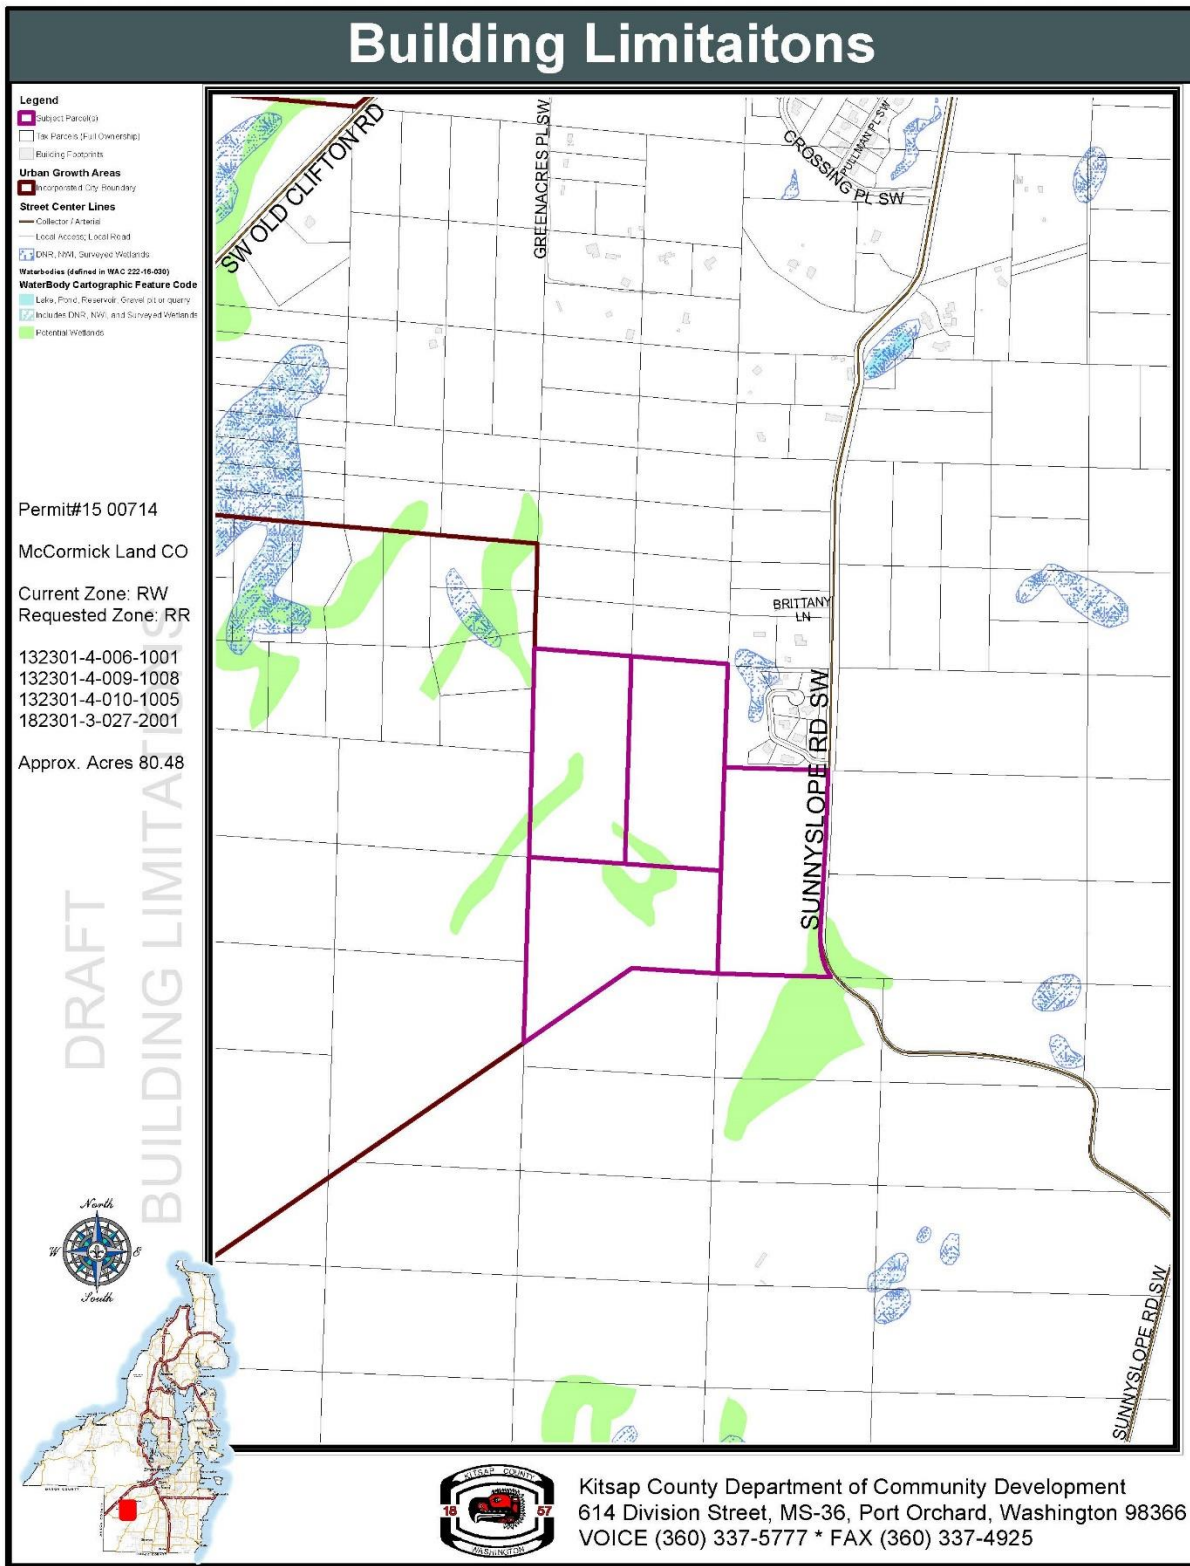 Building Limitaitons
Legend
Subject Parcel(s)
Tax Parcels (Full Ownership)
Building Footprints
Urban Growth Areas
Incorporated City Boundary
Street Center Lines
Collector / Arterial
Local Access; Local Road
DNR, NWI, Surveyed Wetlands
Waterbodies (defined in WAC 222-16-030)
WaterBody Cartographic Feature Code
Lake, Pond, Reservoir, Gravel pit or quarry
Includes DNR, NWI, and Surveyed Wetlands
Potential Wetlands
Permit#15 00714
McCormick Land CO
Current Zone: RW
Requested Zone: RR
132301-4-006-1001
132301-4-009-1008
132301-4-010-1005
182301-3-027-2001
Approx. Acres 80.48
DRAFT
BUILDING LIMITATIONS
North
W
E
South
SW OLD CLIFTON RD
GREENACRES PL SW
CROSSING PL SW
PULLMAN PL SW
BRITTANY
LN
SUNNYSLOPE RD SW
SUNNYSLOPE RD SW
KITSAP COUNTY
18 57
WASHINGTON
Kitsap County Department of Community Development
614 Division Street, MS-36, Port Orchard, Washington 98366
VOICE (360) 337-5777 * FAX (360) 337-4925